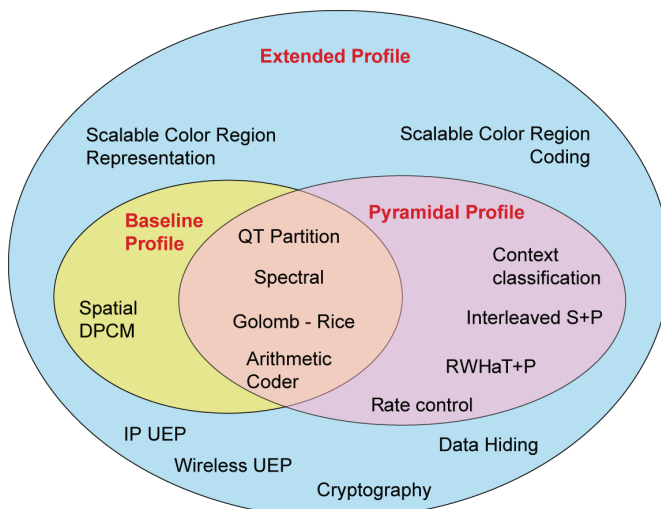 Extended Profile
Scalable Color Region
Representation
Scalable Color Region
Coding
Baseline
Profile
Pyramidal Profile
QT Partition
Spectral
Golomb - Rice
Arithmetic
Coder
Spatial
DPCM
Context
classification
Interleaved S+P
RWHaT+P
Rate control
IP UEP
Wireless UEP
Cryptography
Data Hiding